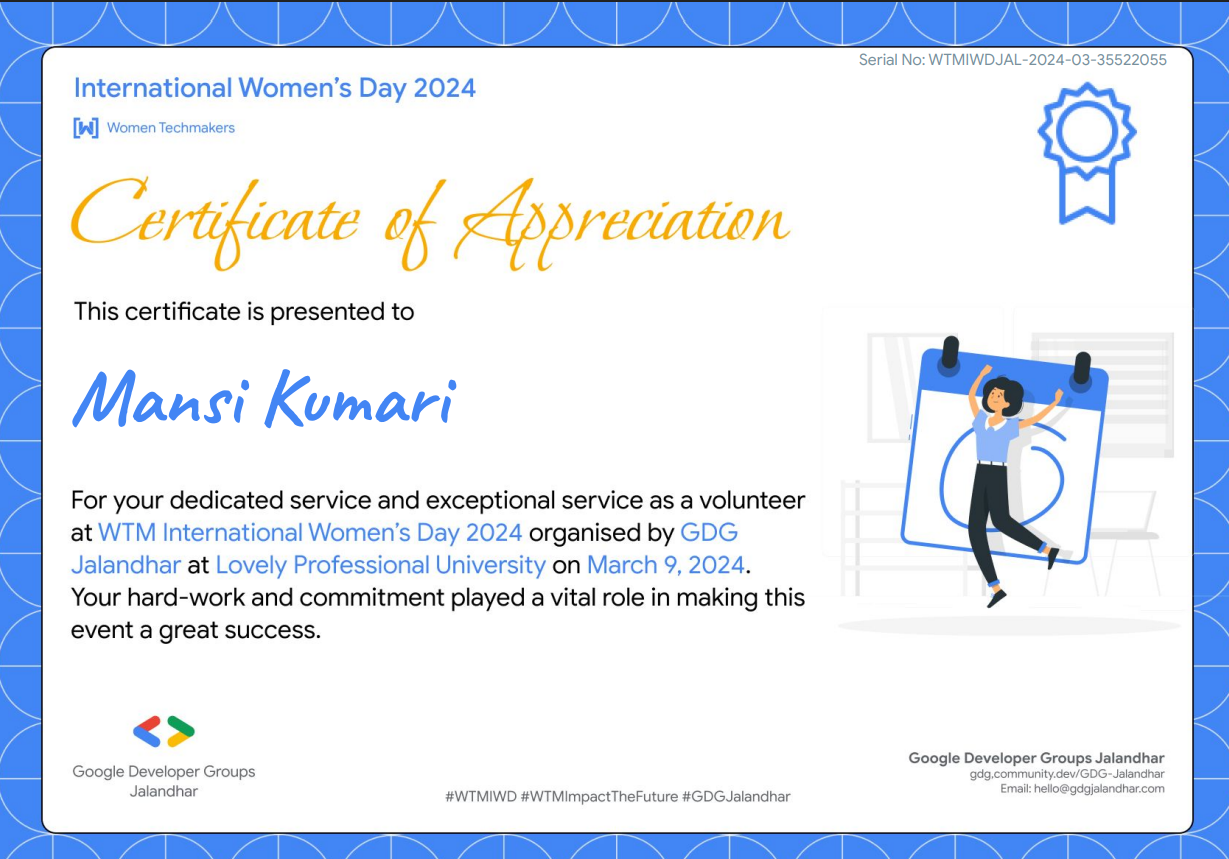 Serial No: WTMIWDJAL-2024-03-35522055
International Women's Day 2024
[W] Women Techmakers
Certificate of Appreciation
This certificate is presented to
Mansi Kumari
For your dedicated service and exceptional service as a volunteer
at WTM International Women's Day 2024 organised by GDG
Jalandhar at Lovely Professional University on March 9, 2024.
Your hard-work and commitment played a vital role in making this
event a great success.
Google Developer Groups
Jalandhar
#WTMIWD #WTMImpactTheFuture #GDGJalandhar
Google Developer Groups Jalandhar
gdg.community.dev/GDG-Jalandhar
Email: hello@gdgjalandhar.com